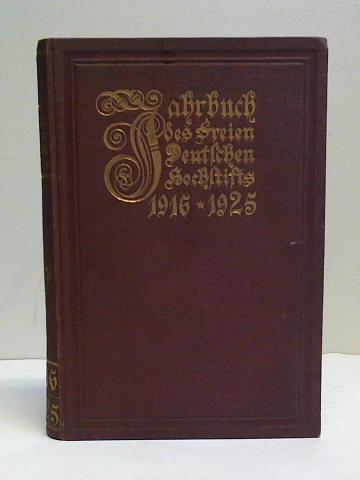 Jahrbuch
des Freien
Deutschen
Hochstifts
1916 * 1925